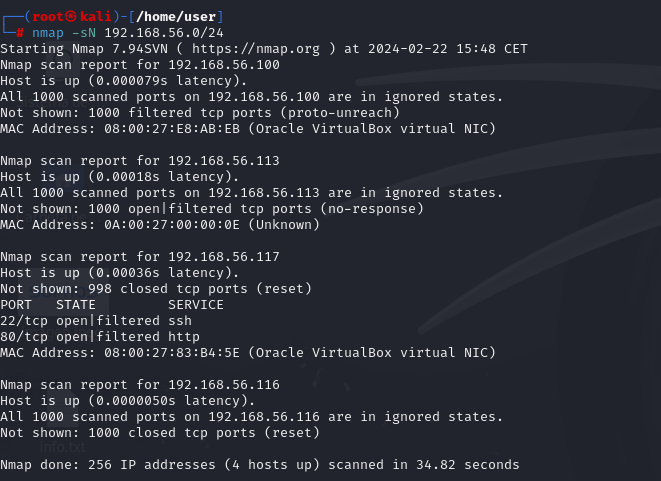 ┌──(root㉿kali)-[/home/user]
└─# nmap -sN 192.168.56.0/24
Starting Nmap 7.94SVN ( https://nmap.org ) at 2024-02-22 15:48 CET
Nmap scan report for 192.168.56.100
Host is up (0.000079s latency).
All 1000 scanned ports on 192.168.56.100 are in ignored states.
Not shown: 1000 filtered tcp ports (proto-unreach)
MAC Address: 08:00:27:E8:AB:EB (Oracle VirtualBox virtual NIC)

Nmap scan report for 192.168.56.113
Host is up (0.00018s latency).
All 1000 scanned ports on 192.168.56.113 are in ignored states.
Not shown: 1000 open|filtered tcp ports (no-response)
MAC Address: 0A:00:27:00:00:0E (Unknown)

Nmap scan report for 192.168.56.117
Host is up (0.00036s latency).
Not shown: 998 closed tcp ports (reset)
PORT   STATE         SERVICE
22/tcp open|filtered ssh
80/tcp open|filtered http
MAC Address: 08:00:27:83:B4:5E (Oracle VirtualBox virtual NIC)

Nmap scan report for 192.168.56.116
Host is up (0.0000050s latency).
All 1000 scanned ports on 192.168.56.116 are in ignored states.
Not shown: 1000 closed tcp ports (reset)
info.txt
Nmap done: 256 IP addresses (4 hosts up) scanned in 34.82 seconds